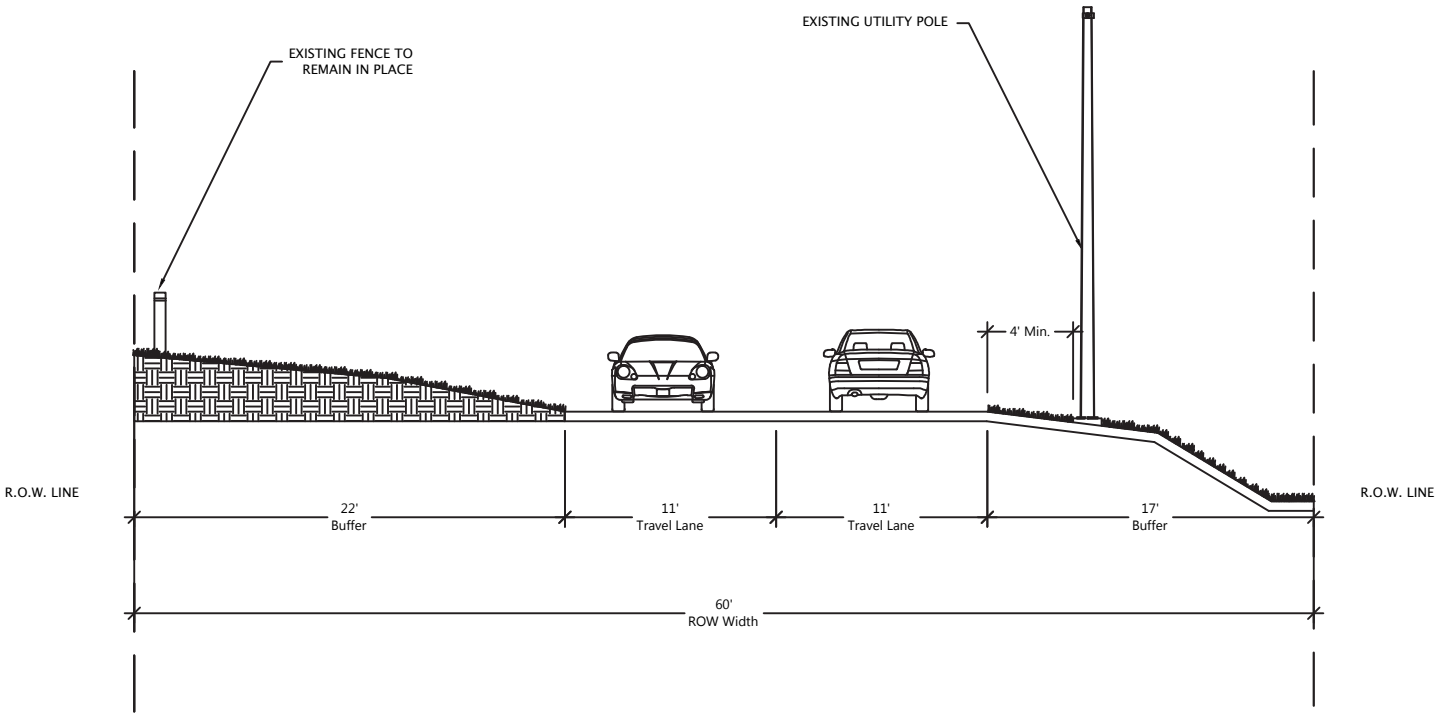 EXISTING UTILITY POLE
EXISTING FENCE TO
REMAIN IN PLACE
4' Min.
R.O.W. LINE
R.O.W. LINE
22'
Buffer
11'
Travel Lane
11'
Travel Lane
17'
Buffer
60'
ROW Width